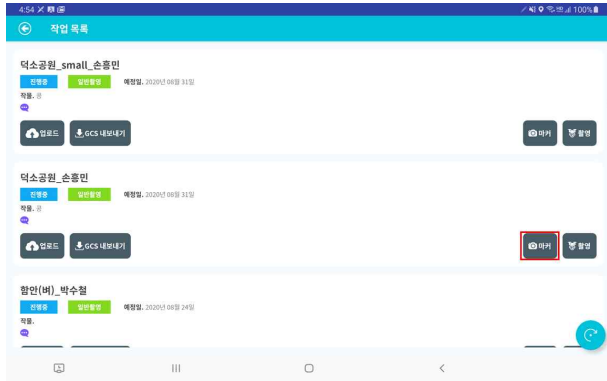 4:54
100%
작업 목록
덕소공원_small_손흥민
진행중 일반촬영 예정일. 2020년 08월 31일
작물. 콩
업로드 GCS 내보내기 마커 촬영
덕소공원_손흥민
진행중 일반촬영 예정일. 2020년 08월 31일
작물. 콩
업로드 GCS 내보내기 마커 촬영
함안(벼)_박수철
진행중 일반촬영 예정일. 2020년 08월 24일
작물.